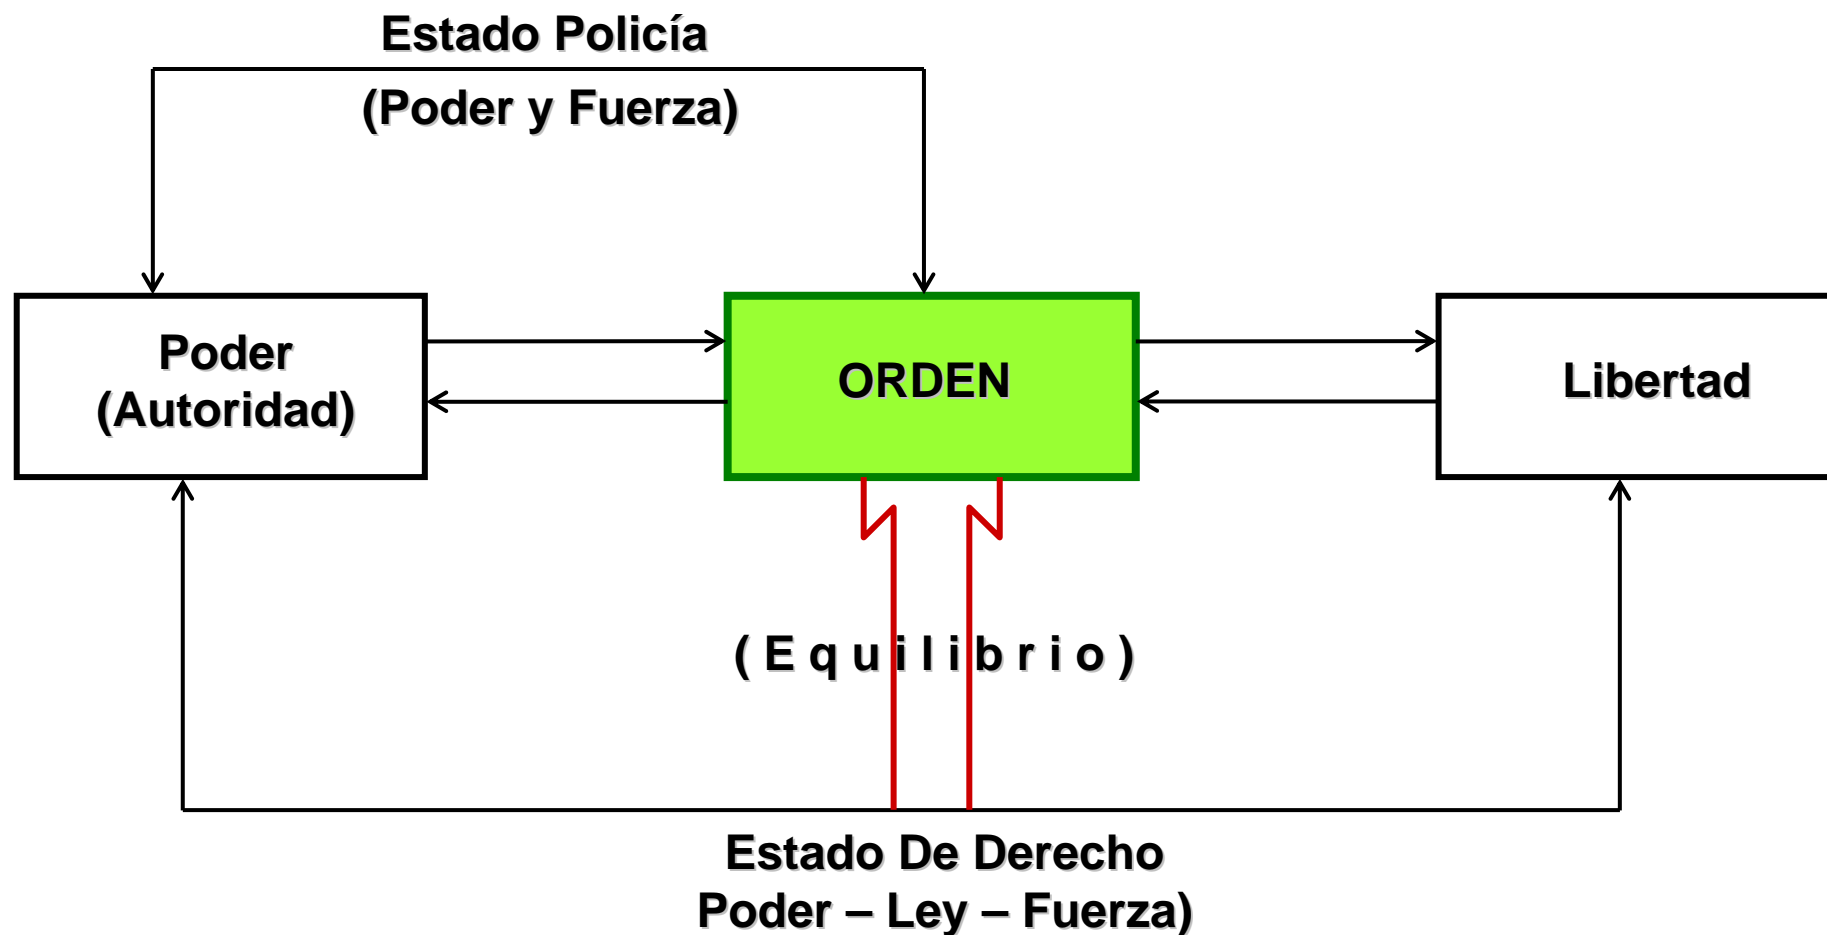 Estado Policía
(Poder y Fuerza)
Poder
(Autoridad)
ORDEN
Libertad
( E q u i l i b r i o )
Estado De Derecho
Poder – Ley – Fuerza)